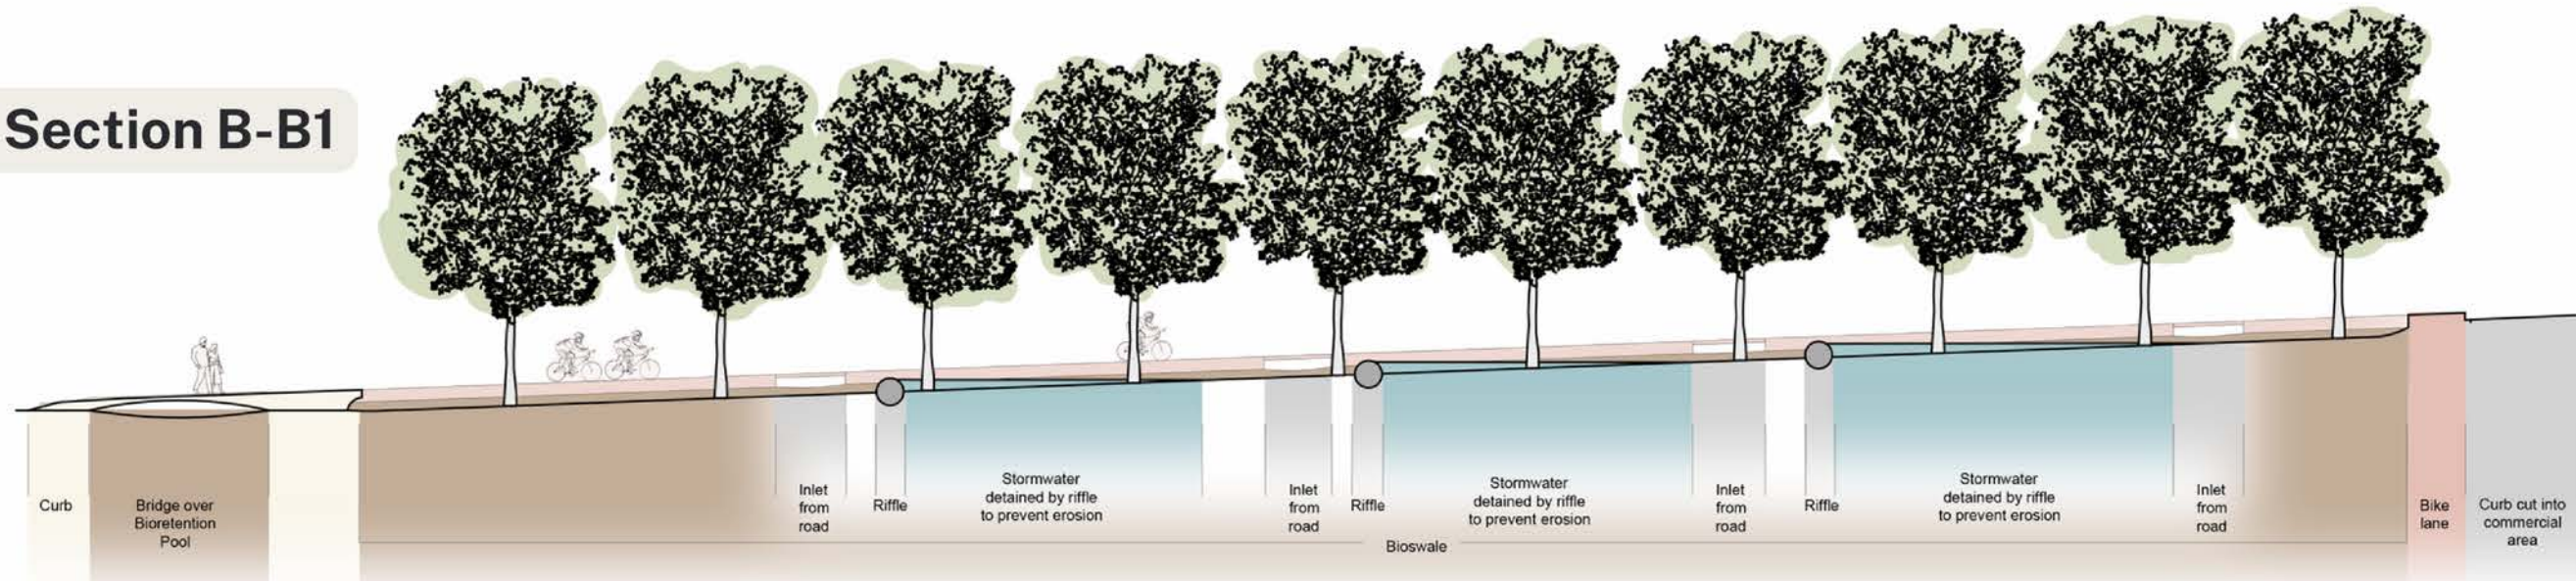 Section B-B1
Curb
Bridge over
Bioretention
Pool
Inlet
from
road
Riffle
Stormwater
detained by riffle
to prevent erosion
Inlet
from
road
Riffle
Stormwater
detained by riffle
to prevent erosion
Inlet
from
road
Riffle
Stormwater
detained by riffle
to prevent erosion
Inlet
from
road
Bike
lane
Curb cut into
commercial
area
Bioswale